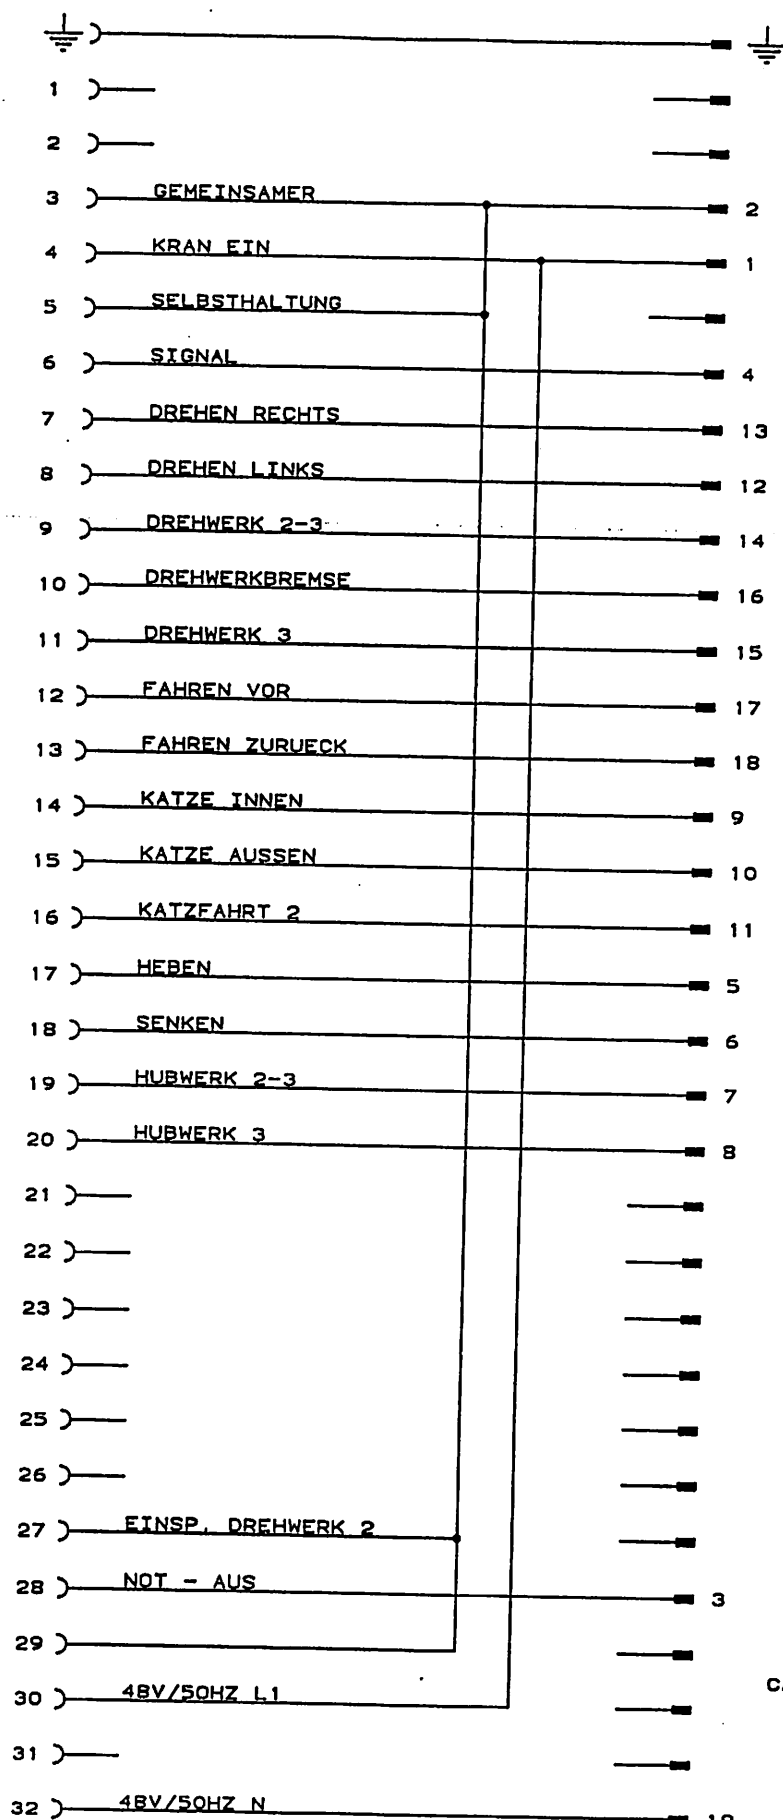 1
2
3 GEMEINSAMER 2
4 KRAN EIN 1
5 SELBSTHALTUNG
6 SIGNAL 4
7 DREHEN RECHTS 13
8 DREHEN LINKS 12
9 DREHWERK 2-3 14
10 DREHWERKBREMSE 16
11 DREHWERK 3 15
12 FAHREN VOR 17
13 FAHREN ZURUECK 18
14 KATZE INNEN 9
15 KATZE AUSSEN 10
16 KATZFAHRT 2 11
17 HEBEN 5
18 SENKEN 6
19 HUBWERK 2-3 7
20 HUBWERK 3 8
21
22
23
24
25
26
27 EINSP. DREHWERK 2
28 NOT - AUS 3
29
30 48V/50HZ L1
31
32 48V/50HZ N